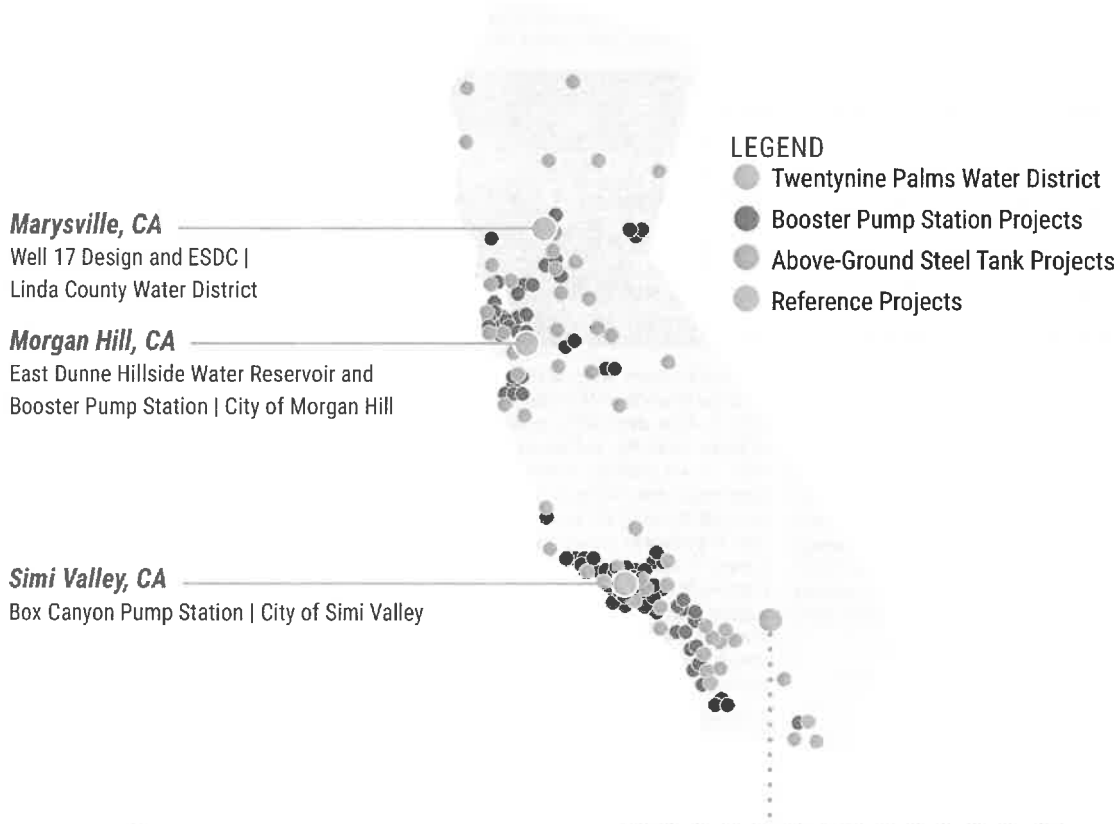 LEGEND
Twentynine Palms Water District
Booster Pump Station Projects
Above-Ground Steel Tank Projects
Reference Projects
Marysville, CA
Well 17 Design and ESDC |
Linda County Water District
Morgan Hill, CA
East Dunne Hillside Water Reservoir and
Booster Pump Station | City of Morgan Hill
Simi Valley, CA
Box Canyon Pump Station | City of Simi Valley